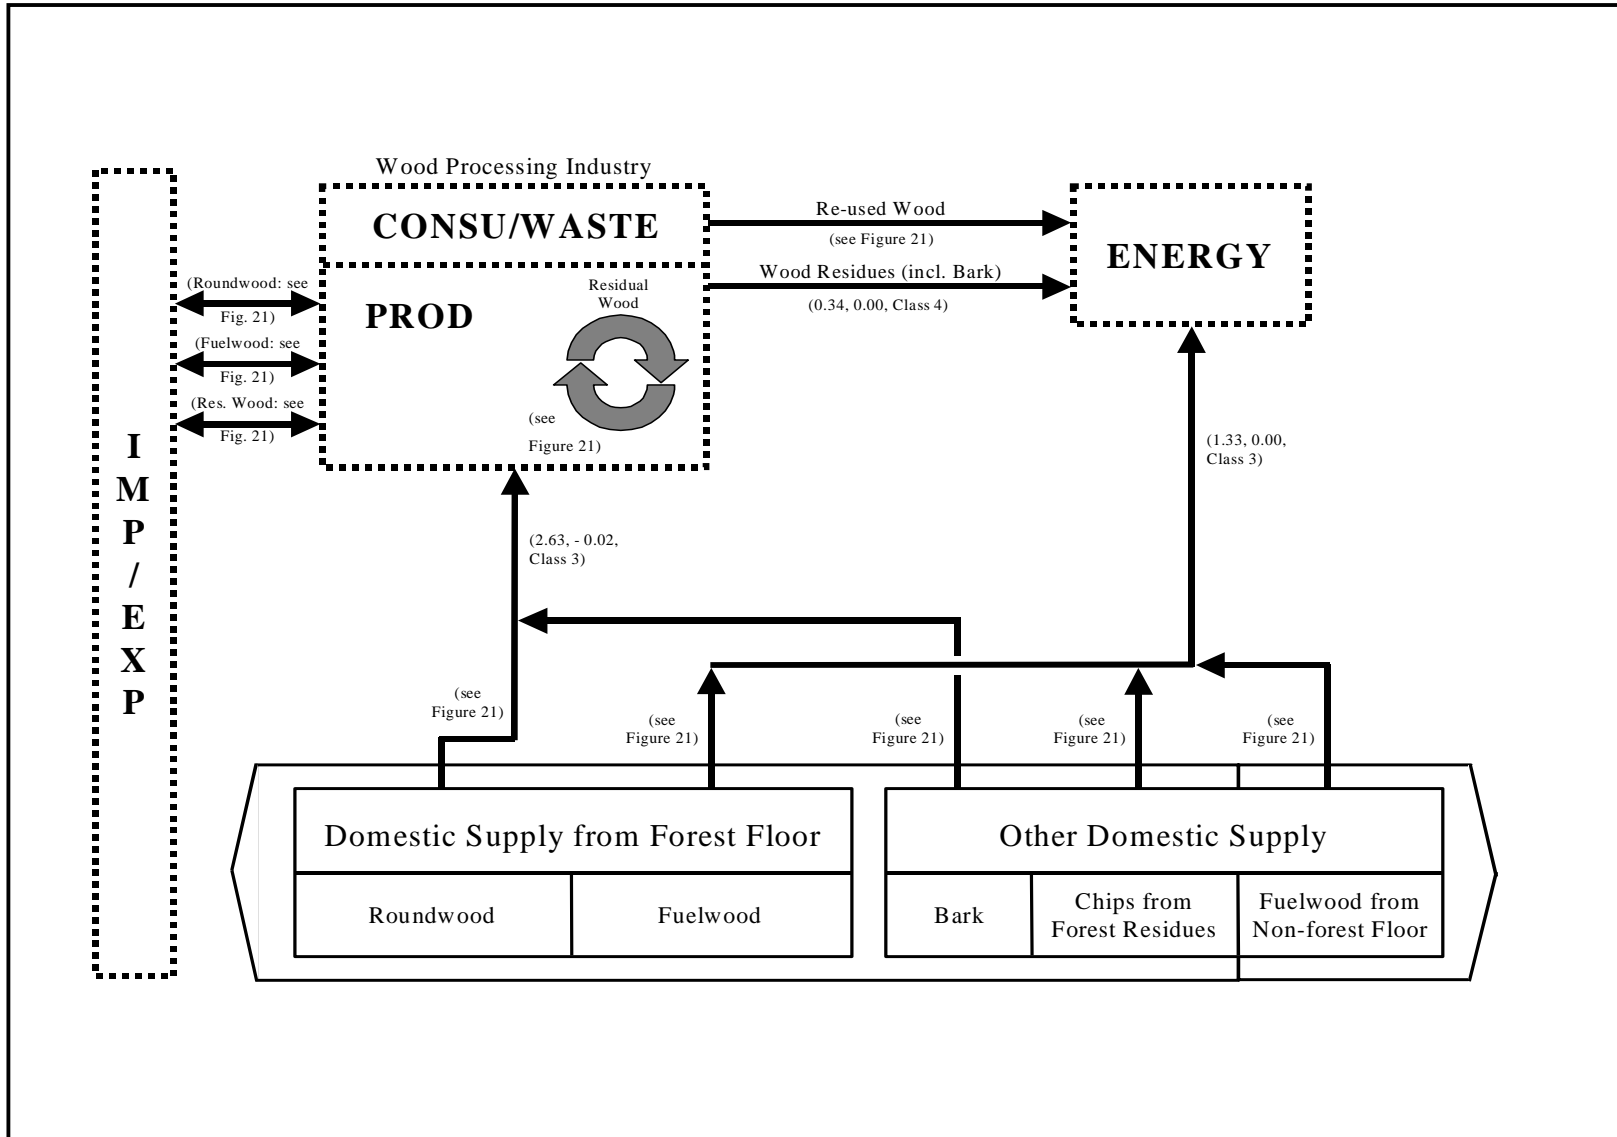 Wood Processing Industry
CONSU/WASTE
PROD
Residual
Wood
(see
Figure 21)
Re-used Wood
(see Figure 21)
Wood Residues (incl. Bark)
(0.34, 0.00, Class 4)
ENERGY
(Roundwood: see
Fig. 21)
(Fuelwood: see
Fig. 21)
(Res. Wood: see
Fig. 21)
I
M
P
/
E
X
P
(1.33, 0.00,
Class 3)
(2.63, - 0.02,
Class 3)
(see
Figure 21)
(see
Figure 21)
(see
Figure 21)
(see
Figure 21)
(see
Figure 21)
Domestic Supply from Forest Floor
Roundwood
Fuelwood
Other Domestic Supply
Bark
Chips from
Forest Residues
Fuelwood from
Non-forest Floor